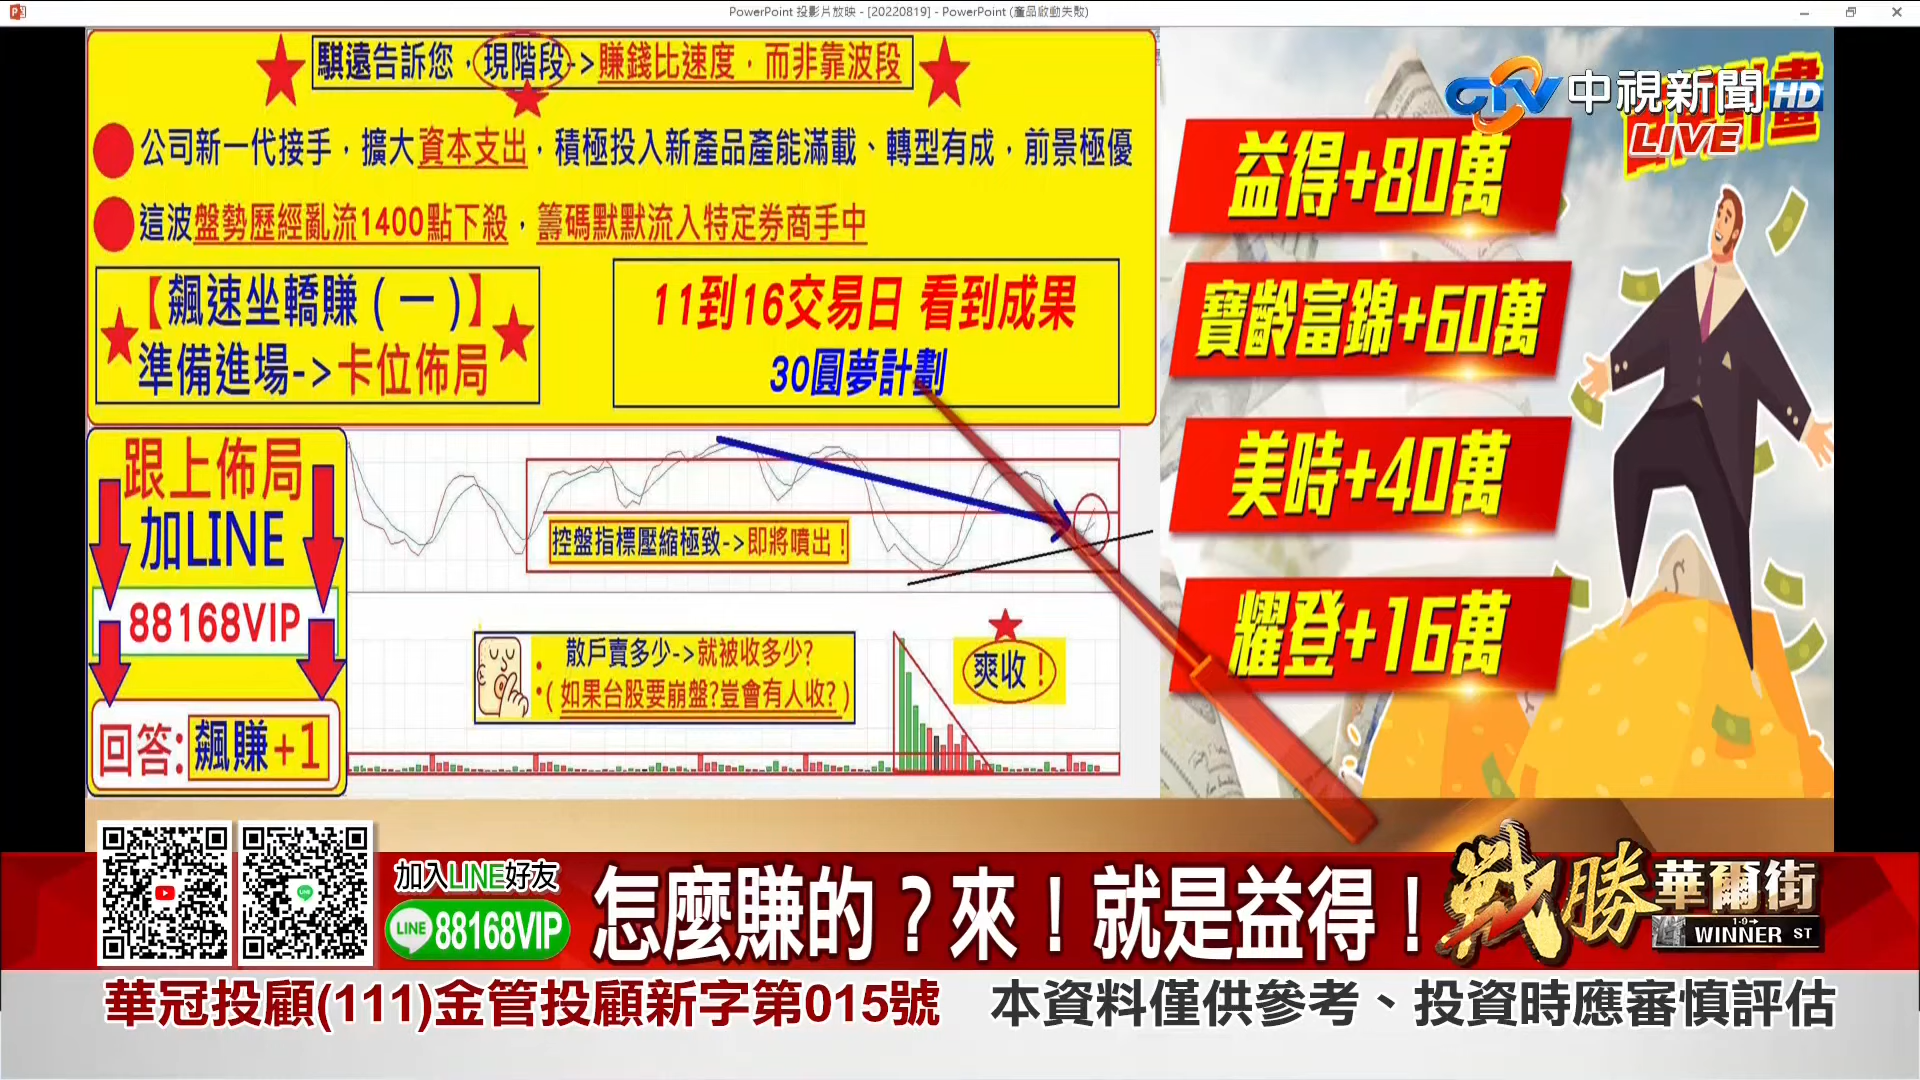 PowerPoint 投影片放映 - [20220819] - PowerPoint (產品啟動失敗)
騏遠告訴您，現階段->賺錢比速度，而非靠波段
公司新一代接手，擴大資本支出，積極投入新產品產能滿載、轉型有成，前景極優
這波盤勢歷經亂流1400點下殺，籌碼默默流入特定券商手中
【飆速坐轎賺(一)】
準備進場->卡位佈局
11到16交易日 看到成果
30圓夢計劃
跟上佈局
加LINE
88168VIP
回答:飆賺+1
控盤指標壓縮極致->即將噴出！
散戶賣多少->就被收多少?
(如果台股要崩盤?豈會有人收?)
爽收！
CTV中視新聞HD
LIVE
畫
益得+80萬
寶齡富錦+60萬
美時+40萬
耀登+16萬
加入LINE好友
LINE 88168VIP
怎麼賺的？來！就是益得！
戰勝華爾街
WINNER ST
華冠投顧(111)金管投顧新字第015號 本資料僅供參考、投資時應審慎評估